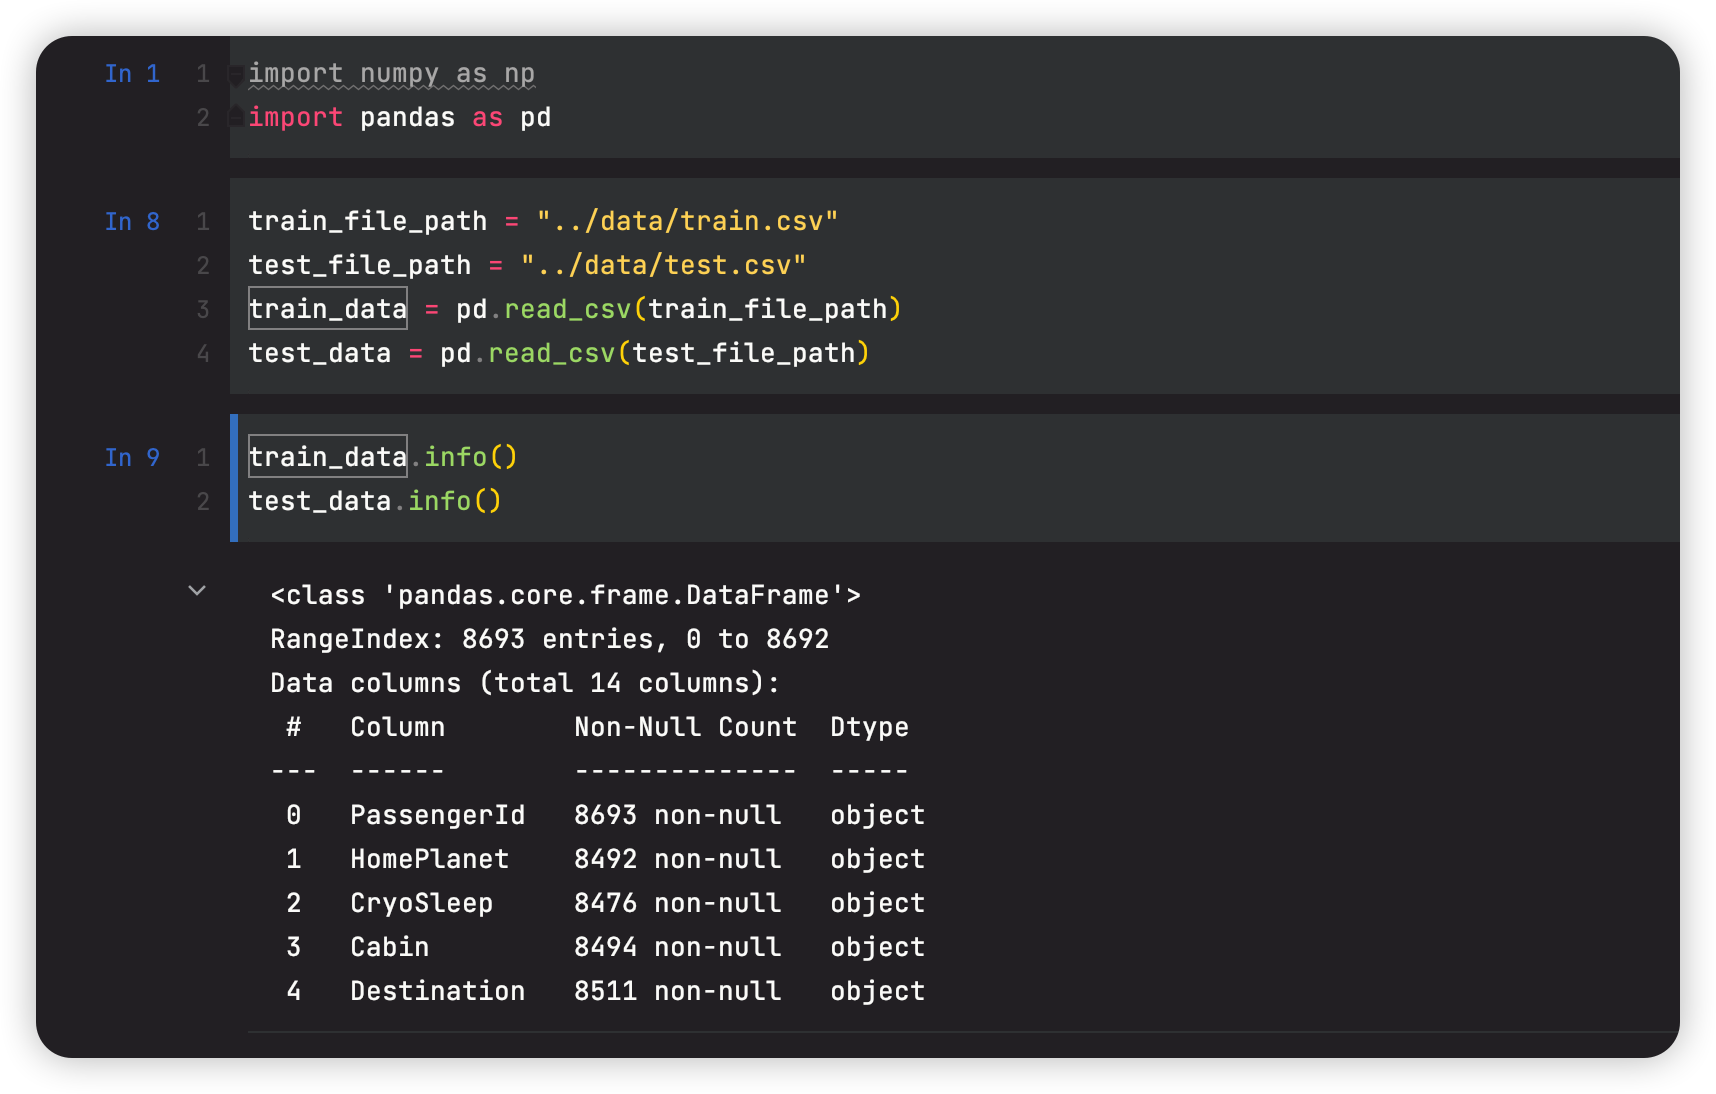 In 1 1 import numpy as np
2 import pandas as pd
In 8 1 train_file_path = "../data/train.csv"
2 test_file_path = "../data/test.csv"
3 train_data = pd.read_csv(train_file_path)
4 test_data = pd.read_csv(test_file_path)
In 9 1 train_data.info()
2 test_data.info()
<class 'pandas.core.frame.DataFrame'>
RangeIndex: 8693 entries, 0 to 8692
Data columns (total 14 columns):
 #   Column        Non-Null Count  Dtype
---  ------        --------------  -----
 0   PassengerId   8693 non-null   object
 1   HomePlanet    8492 non-null   object
 2   CryoSleep     8476 non-null   object
 3   Cabin         8494 non-null   object
 4   Destination   8511 non-null   object